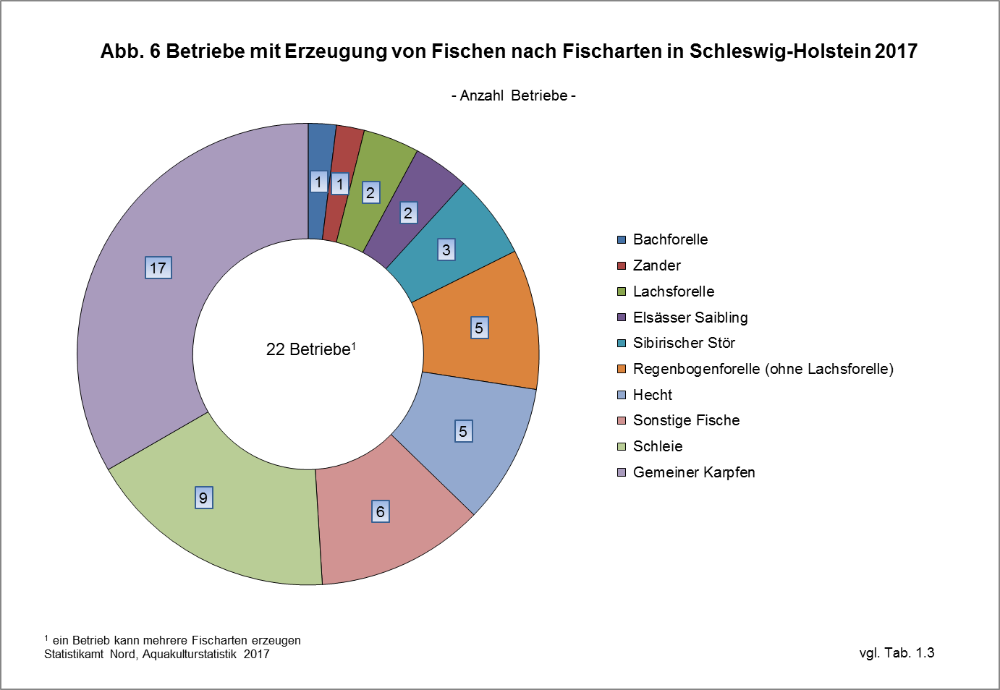 Abb. 6 Betriebe mit Erzeugung von Fischen nach Fischarten in Schleswig-Holstein 2017
- Anzahl Betriebe -
1
1
2
2
3
5
5
6
9
17
22 Betriebe¹
Bachforelle
Zander
Lachsforelle
Elsässer Saibling
Sibirischer Stör
Regenbogenforelle (ohne Lachsforelle)
Hecht
Sonstige Fische
Schleie
Gemeiner Karpfen
¹ ein Betrieb kann mehrere Fischarten erzeugen
Statistikamt Nord, Aquakulturstatistik 2017
vgl. Tab. 1.3